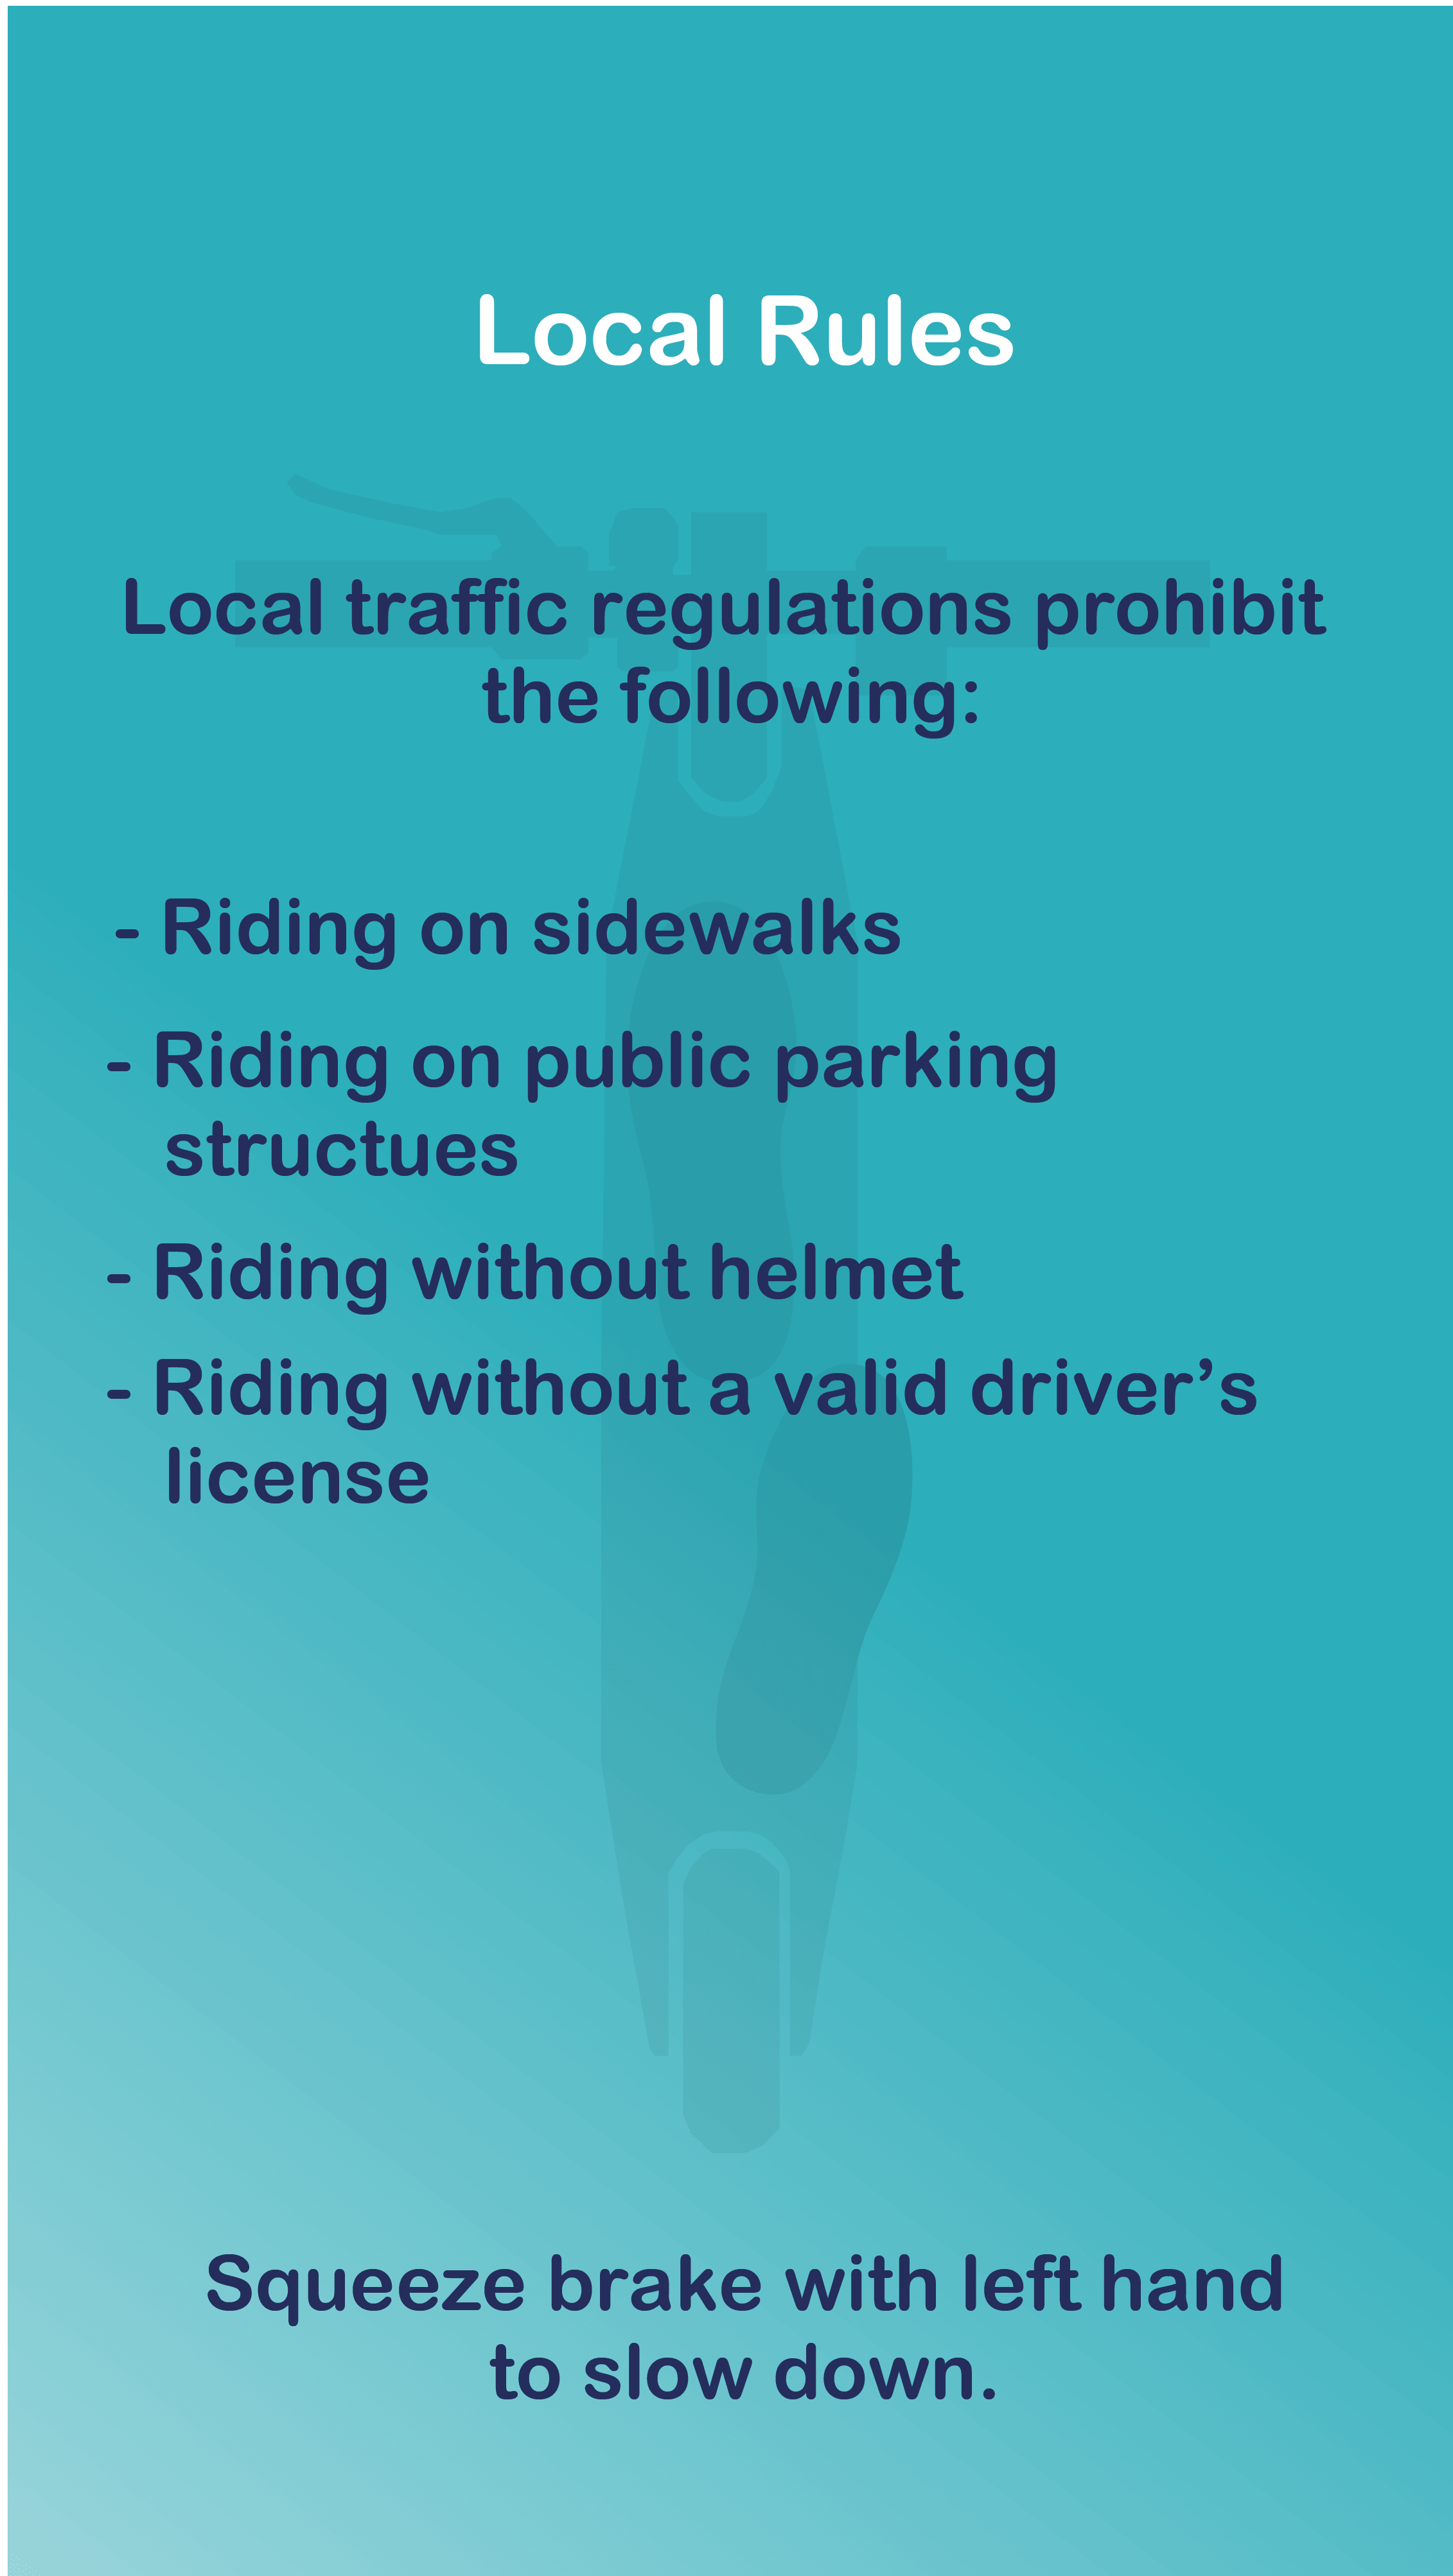 Local Rules
Local traffic regulations prohibit
the following:
- Riding on sidewalks
- Riding on public parking
structues
- Riding without helmet
- Riding without a valid driver’s
license
Squeeze brake with left hand
to slow down.